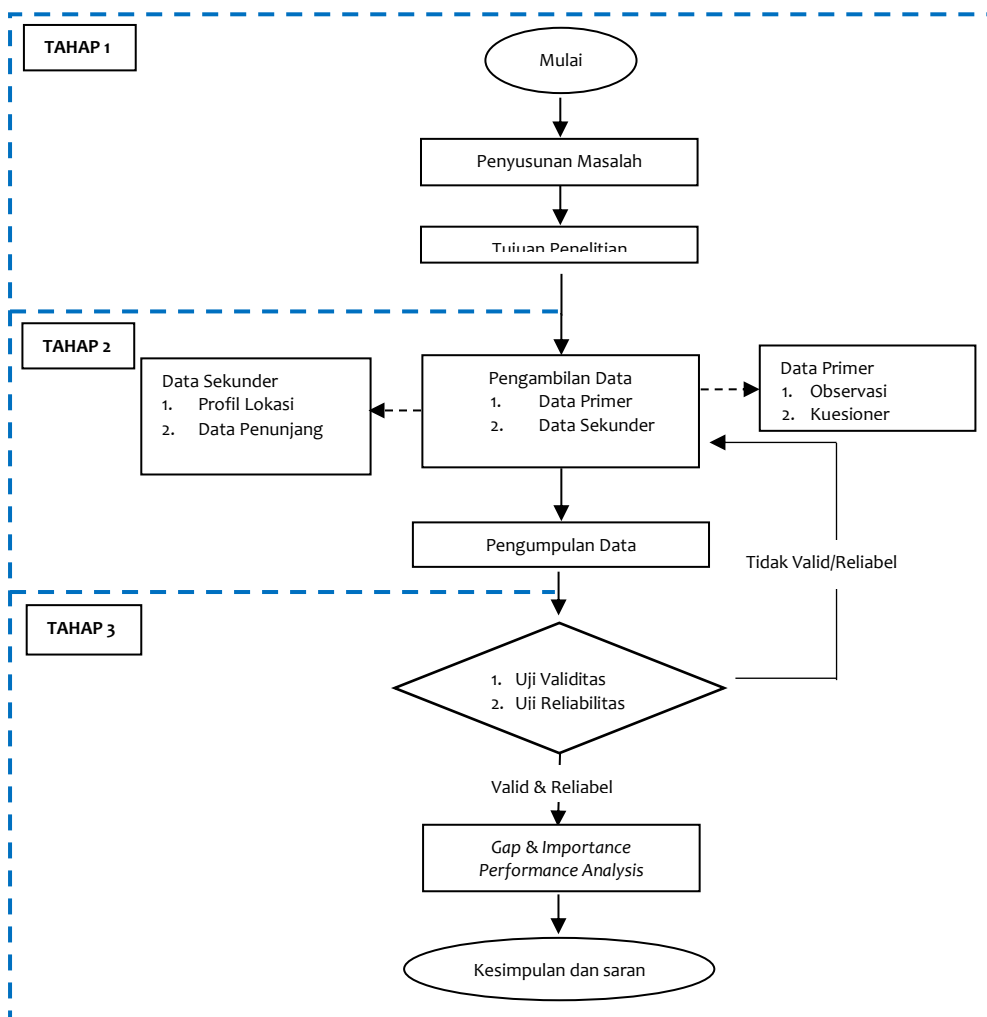 TAHAP 1
Mulai
Penyusunan Masalah
Tujuan Penelitian
TAHAP 2
Data Sekunder
1. Profil Lokasi
2. Data Penunjang
Pengambilan Data
1. Data Primer
2. Data Sekunder
Data Primer
1. Observasi
2. Kuesioner
Pengumpulan Data
Tidak Valid/Reliabel
TAHAP 3
1. Uji Validitas
2. Uji Reliabilitas
Valid & Reliabel
Gap & Importance
Performance Analysis
Kesimpulan dan saran